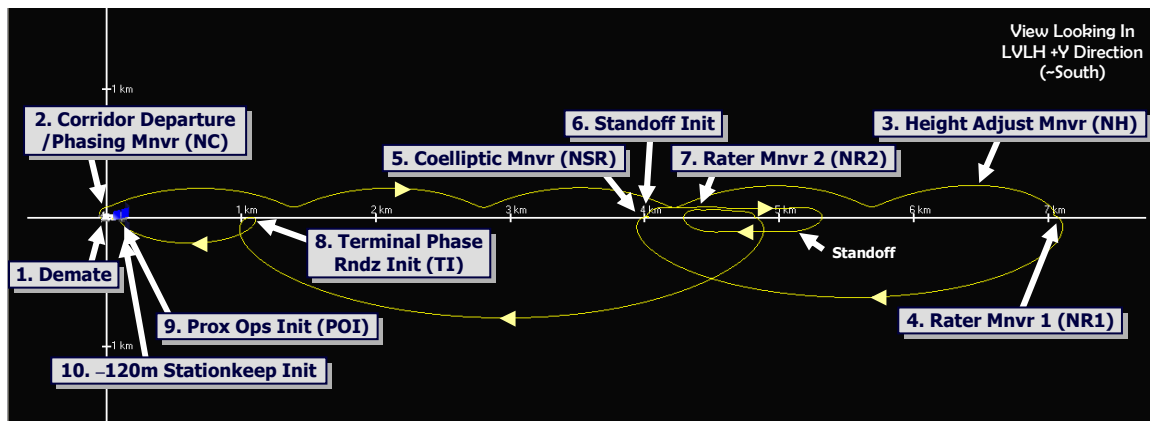 View Looking In
LVLH +Y Direction
(~South)
1 km
2. Corridor Departure
/Phasing Mnvr (NC)
6. Standoff Init
3. Height Adjust Mnvr (NH)
5. Coelliptic Mnvr (NSR)
7. Rater Mnvr 2 (NR2)
1 km
2 km
3 km
4 km
5 km
6 km
7 km
1. Demate
8. Terminal Phase
Rndz Init (TI)
Standoff
9. Prox Ops Init (POI)
4. Rater Mnvr 1 (NR1)
1 km
10. –120m Stationkeep Init